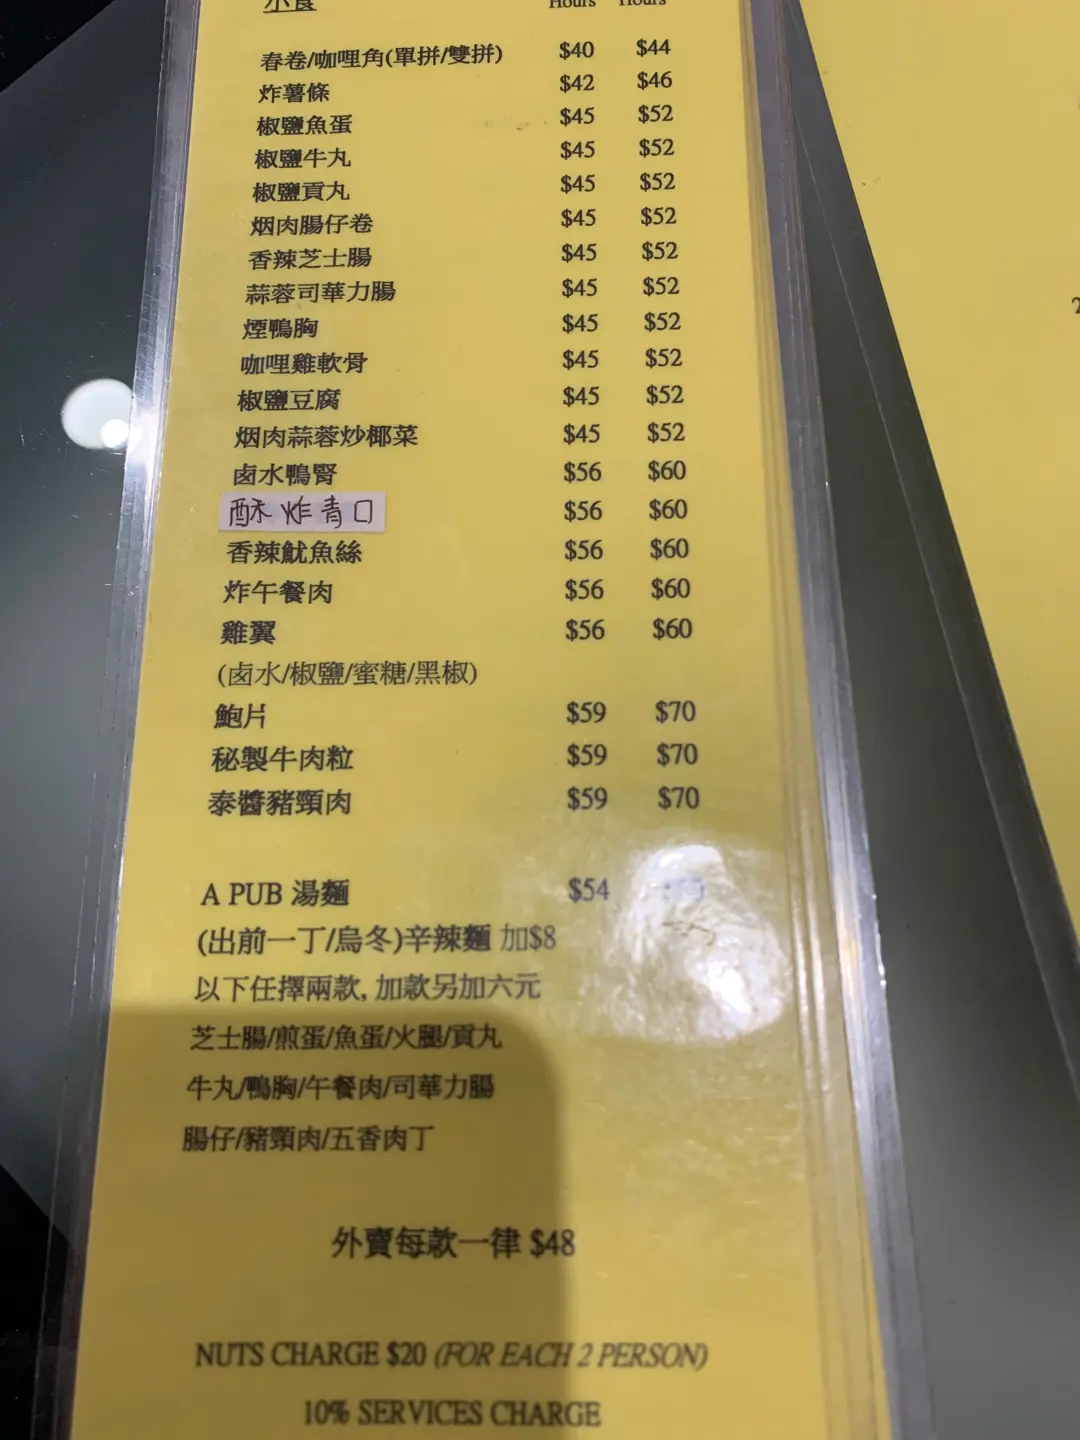 小食 Hours Hours
春卷/咖哩角(單拼/雙拼) $40 $44
炸薯條 $42 $46
椒鹽魚蛋 $45 $52
椒鹽牛丸 $45 $52
椒鹽貢丸 $45 $52
烟肉腸仔卷 $45 $52
香辣芝士腸 $45 $52
蒜蓉司華力腸 $45 $52
煙鴨胸 $45 $52
咖哩雞軟骨 $45 $52
椒鹽豆腐 $45 $52
烟肉蒜蓉炒椰菜 $45 $52
鹵水鴨腎 $56 $60
酥炸青口 $56 $60
香辣魷魚絲 $56 $60
炸午餐肉 $56 $60
雞翼 $56 $60
(鹵水/椒鹽/蜜糖/黑椒)
鮑片 $59 $70
秘製牛肉粒 $59 $70
泰醬豬頸肉 $59 $70
A PUB 湯麵 $54
(出前一丁/烏冬)辛辣麵 加$8
以下任擇兩款, 加款另加六元
芝士腸/煎蛋/魚蛋/火腿/貢丸
牛丸/鴨胸/午餐肉/司華力腸
腸仔/豬頸肉/五香肉丁
外賣每款一律 $48
NUTS CHARGE $20 (FOR EACH 2 PERSON)
10% SERVICES CHARGE